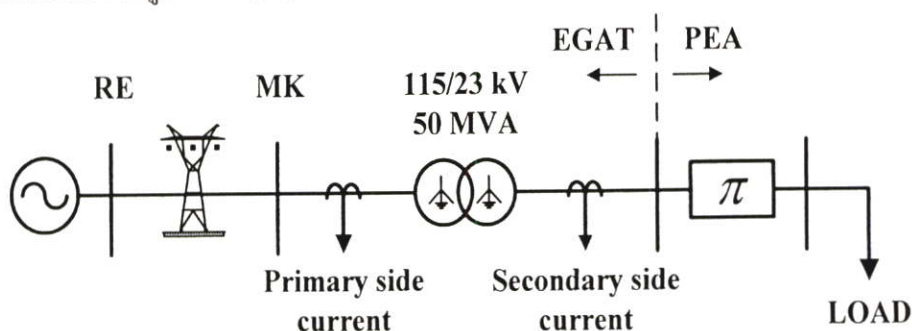 EGAT
PEA
RE
MK
115/23 kV
50 MVA
π
Primary side
current
Secondary side
current
LOAD